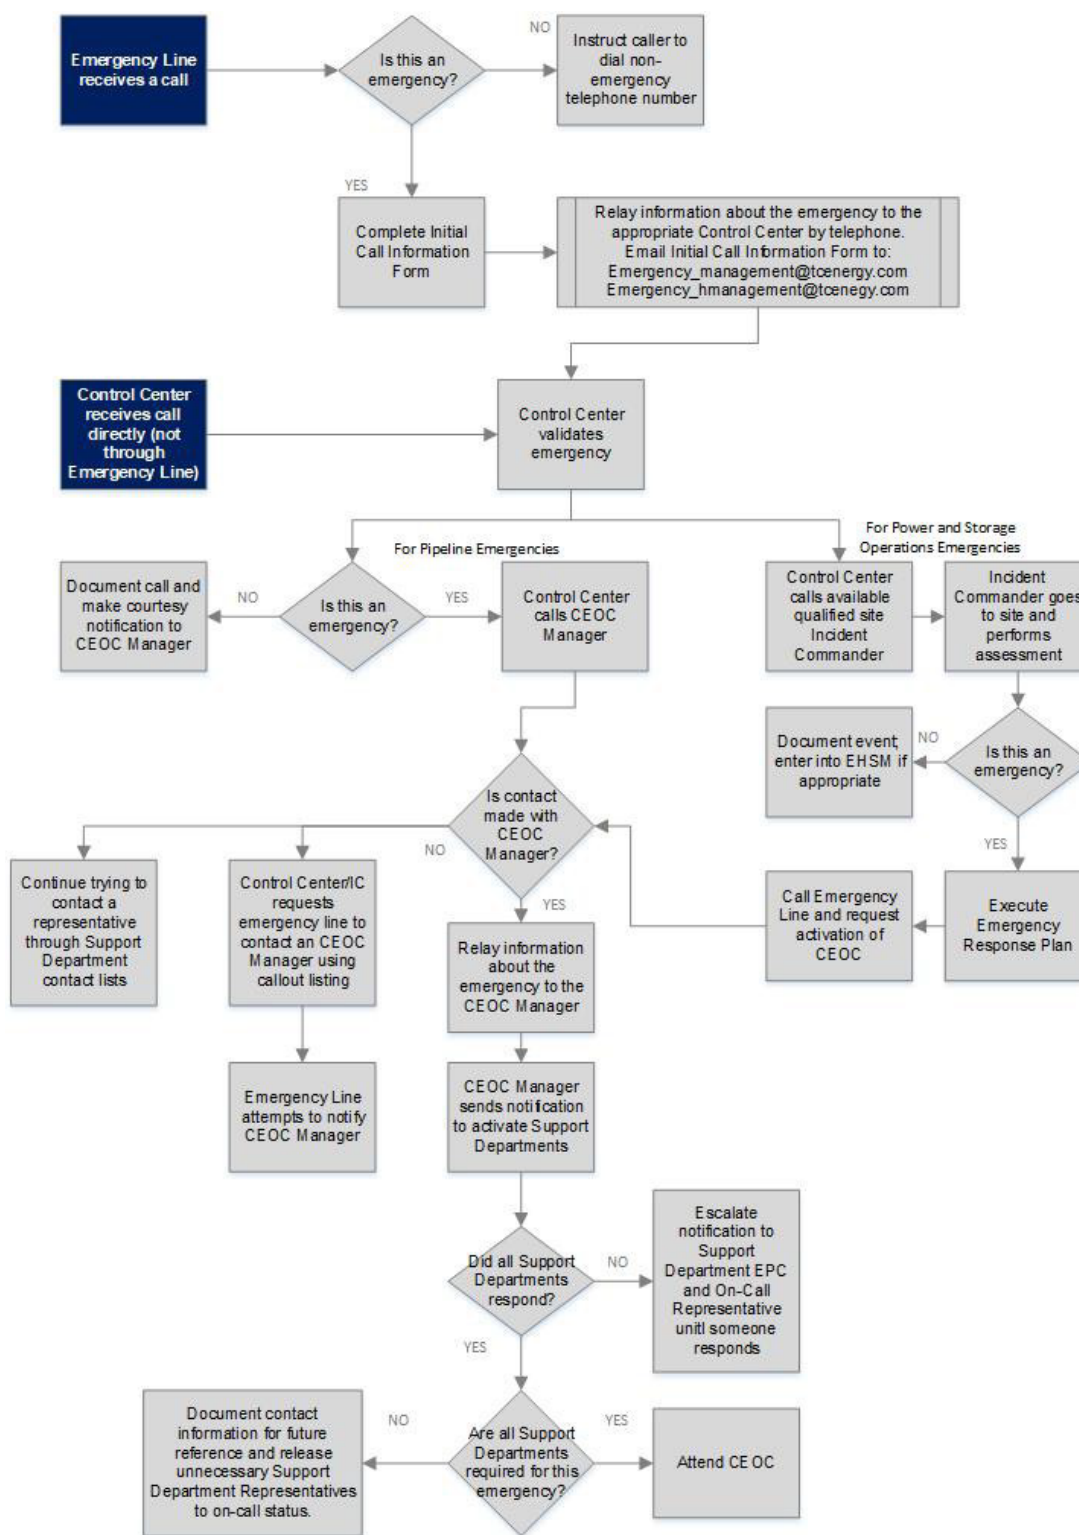 Emergency Line
receives a call
Is this an
emergency?
NO
Instruct caller to
dial non-
emergency
telephone number
YES
Complete Initial
Call Information
Form
Relay information about the emergency to the
appropriate Control Center by telephone.
Email Initial Call Information Form to:
Emergency_management@tcenergy.com
Emergency_hmanagement@tcenegy.com
Control Center
receives call
directly (not
through
Emergency Line)
Control Center
validates
emergency
For Pipeline Emergencies
For Power and Storage
Operations Emergencies
Document call and
make courtesy
notification to
CEOC Manager
NO
Is this an
emergency?
YES
Control Center
calls CEOC
Manager
Control Center
calls available
qualified site
Incident
Commander
Incident
Commander goes
to site and
performs
assessment
Document event;
enter into EHSM if
appropriate
NO
Is this an
emergency?
YES
Is contact
made with
CEOC
Manager?
NO
YES
Continue trying to
contact a
representative
through Support
Department
contact lists
Control Center/IC
requests
emergency line to
contact an CEOC
Manager using
callout listing
Relay information
about the
emergency to the
CEOC Manager
Call Emergency
Line and request
activation of
CEOC
Execute
Emergency
Response Plan
Emergency Line
attempts to notify
CEOC Manager
CEOC Manager
sends notification
to activate Support
Departments
Did all Support
Departments
respond?
NO
Escalate
notification to
Support
Department EPC
and On-Call
Representative
unitl someone
responds
YES
Document contact
information for future
reference and release
unnecessary Support
Department Representatives
to on-call status.
NO
Are all Support
Departments
required for this
emergency?
YES
Attend CEOC